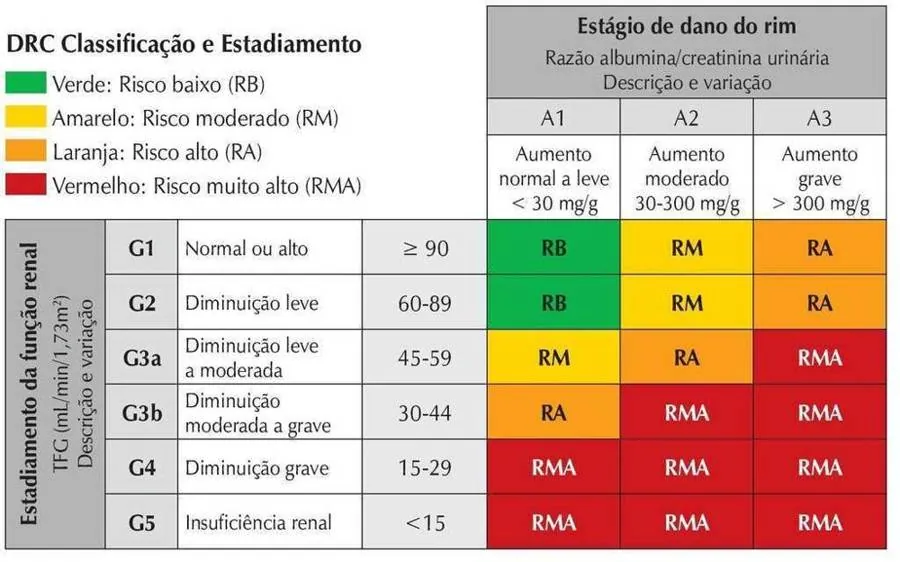 DRC Classificação e Estadiamento
Verde: Risco baixo (RB)
Amarelo: Risco moderado (RM)
Laranja: Risco alto (RA)
Vermelho: Risco muito alto (RMA)
Estágio de dano do rim
Razão albumina/creatinina urinária
Descrição e variação
A1 A2 A3
Aumento Aumento Aumento
normal a leve moderado grave
< 30 mg/g 30-300 mg/g > 300 mg/g
Estadiamento da função renal
TFG (mL/min/1,73m²)
Descrição e variação
G1 Normal ou alto ≥ 90 RB RM RA
G2 Diminuição leve 60-89 RB RM RA
G3a Diminuição leve
a moderada 45-59 RM RA RMA
G3b Diminuição
moderada a grave 30-44 RA RMA RMA
G4 Diminuição grave 15-29 RMA RMA RMA
G5 Insuficiência renal <15 RMA RMA RMA